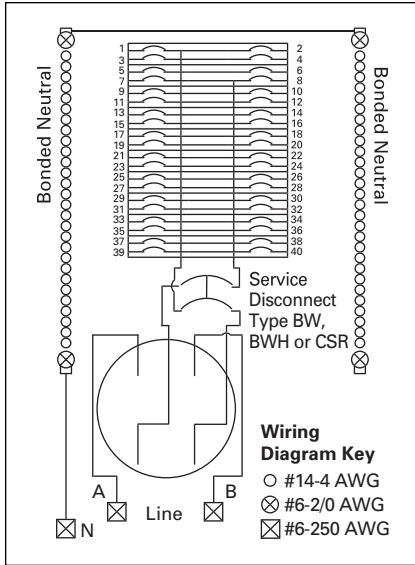 Bonded Neutral
1 2
3 4
5 6
7 8
9 10
11 12
13 14
15 16
17 18
19 20
21 22
23 24
25 26
27 28
29 30
31 32
33 34
35 36
37 38
39 40
Bonded Neutral
Service
Disconnect
Type BW,
BWH or CSR
A
B
Line
N
Wiring
Diagram Key
#14-4 AWG
#6-2/0 AWG
#6-250 AWG